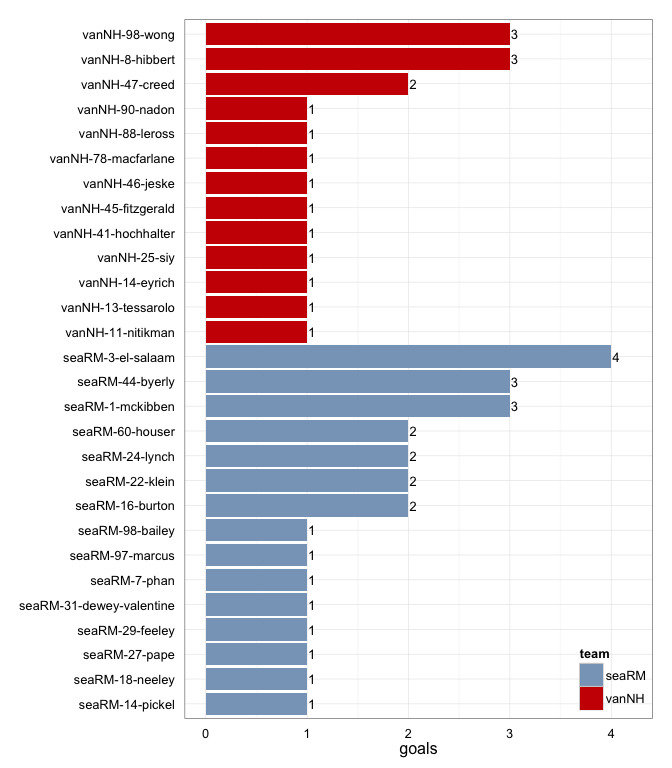 vanNH-98-wong 3
vanNH-8-hibbert 3
vanNH-47-creed 2
vanNH-90-nadon 1
vanNH-88-leross 1
vanNH-78-macfarlane 1
vanNH-46-jeske 1
vanNH-45-fitzgerald 1
vanNH-41-hochhalter 1
vanNH-25-siy 1
vanNH-14-eyrich 1
vanNH-13-tessarolo 1
vanNH-11-nitikman 1
seaRM-3-el-salaam 4
seaRM-44-byerly 3
seaRM-1-mckibben 3
seaRM-60-houser 2
seaRM-24-lynch 2
seaRM-22-klein 2
seaRM-16-burton 2
seaRM-98-bailey 1
seaRM-97-marcus 1
seaRM-7-phan 1
seaRM-31-dewey-valentine 1
seaRM-29-feeley 1
seaRM-27-pape 1
seaRM-18-neeley 1
seaRM-14-pickel 1
team
seaRM
vanNH
0 1 2 3 4
goals